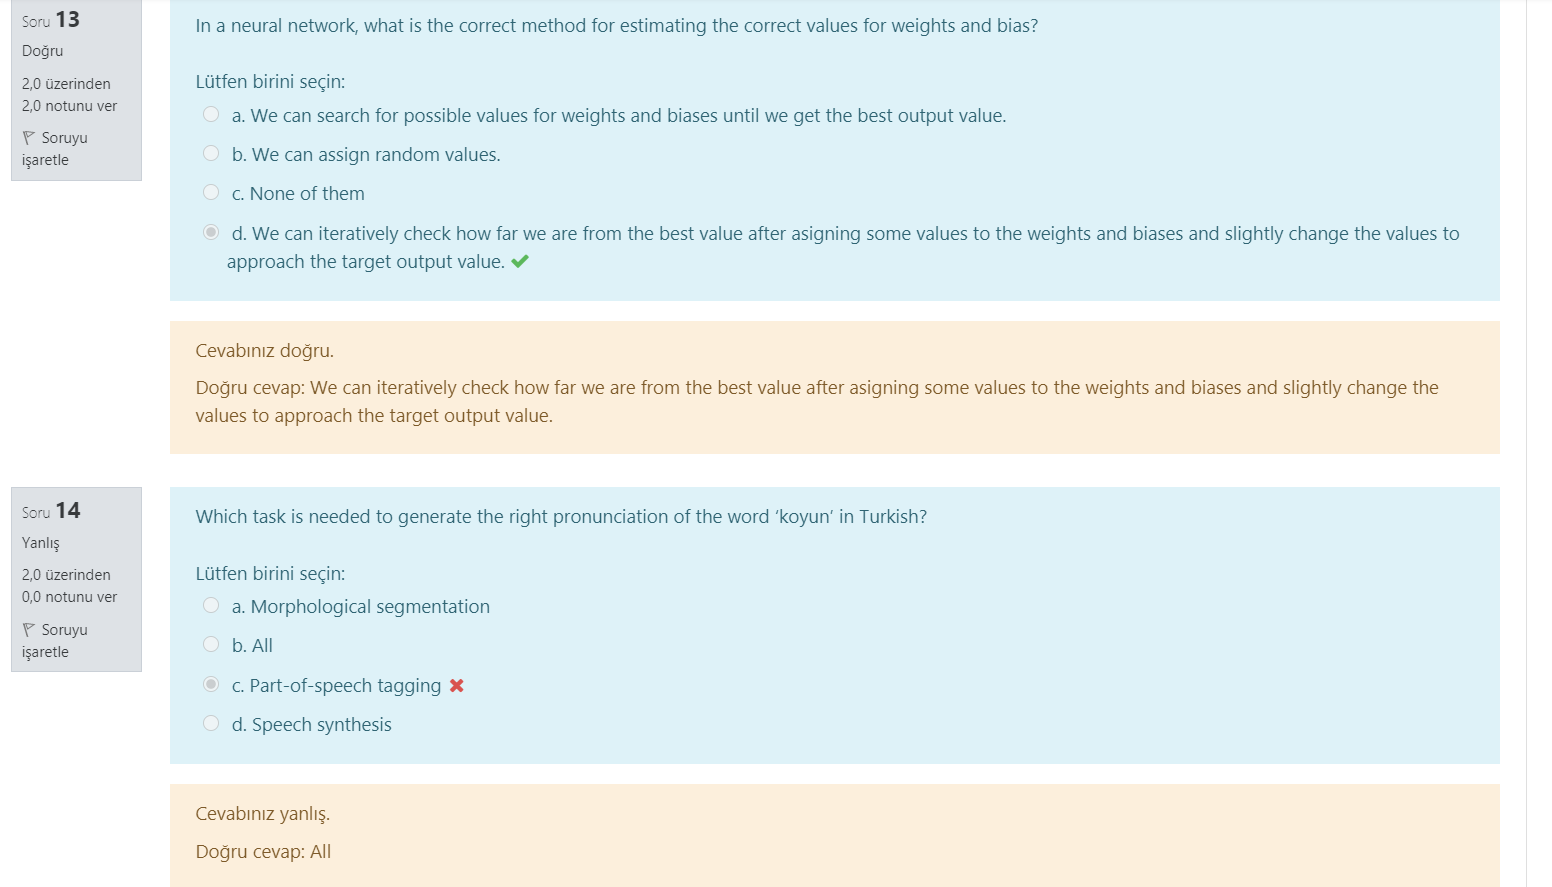 Soru 13
Doğru
2,0 üzerinden
2,0 notunu ver
Soruyu
işaretle
In a neural network, what is the correct method for estimating the correct values for weights and bias?
Lütfen birini seçin:
a. We can search for possible values for weights and biases until we get the best output value.
b. We can assign random values.
c. None of them
d. We can iteratively check how far we are from the best value after asigning some values to the weights and biases and slightly change the values to
approach the target output value.
Cevabınız doğru.
Doğru cevap: We can iteratively check how far we are from the best value after asigning some values to the weights and biases and slightly change the
values to approach the target output value.
Soru 14
Yanlış
2,0 üzerinden
0,0 notunu ver
Soruyu
işaretle
Which task is needed to generate the right pronunciation of the word ‘koyun’ in Turkish?
Lütfen birini seçin:
a. Morphological segmentation
b. All
c. Part-of-speech tagging
d. Speech synthesis
Cevabınız yanlış.
Doğru cevap: All